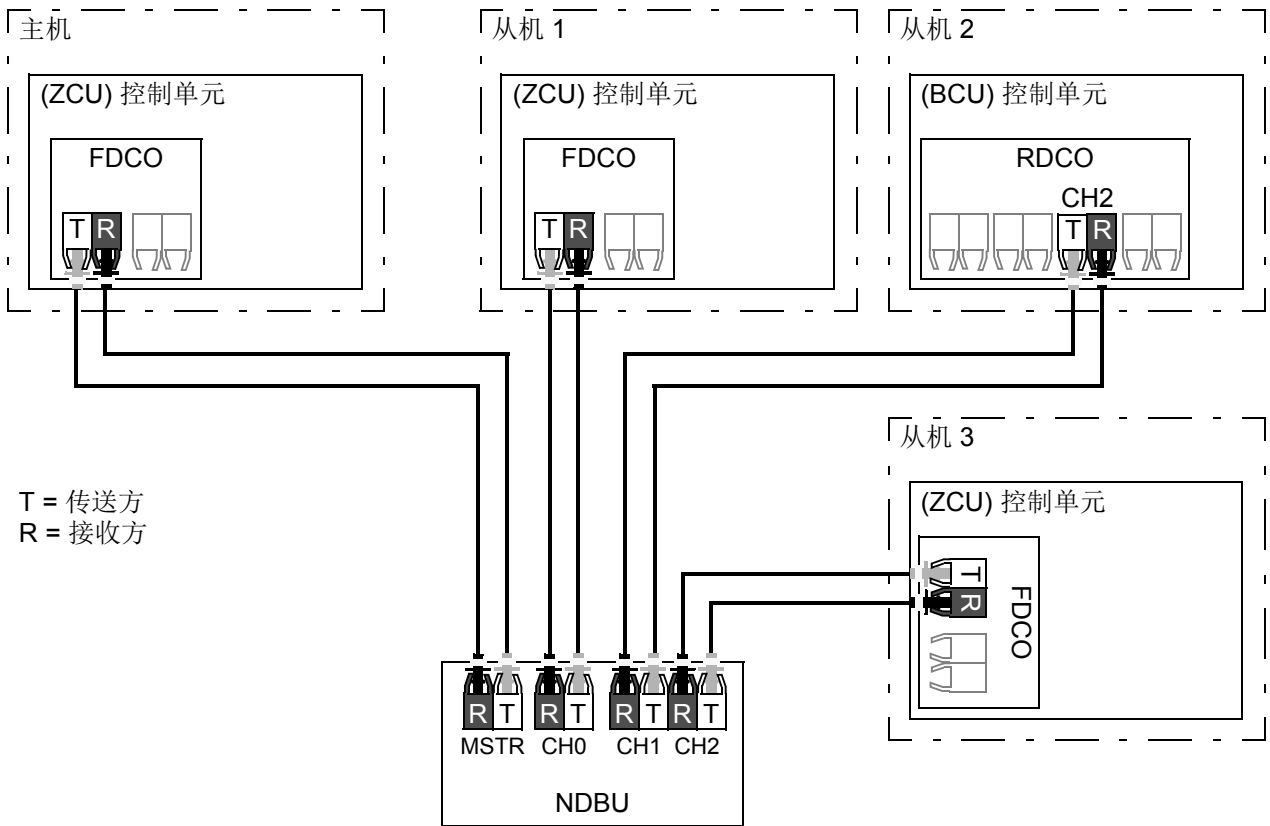 主机
(ZCU) 控制单元
FDCO
T R
从机 1
(ZCU) 控制单元
FDCO
T R
从机 2
(BCU) 控制单元
RDCO
CH2
T R
T = 传送方
R = 接收方
从机 3
(ZCU) 控制单元
T
R
FDCO
R T R T R T R T
MSTR CH0 CH1 CH2
NDBU